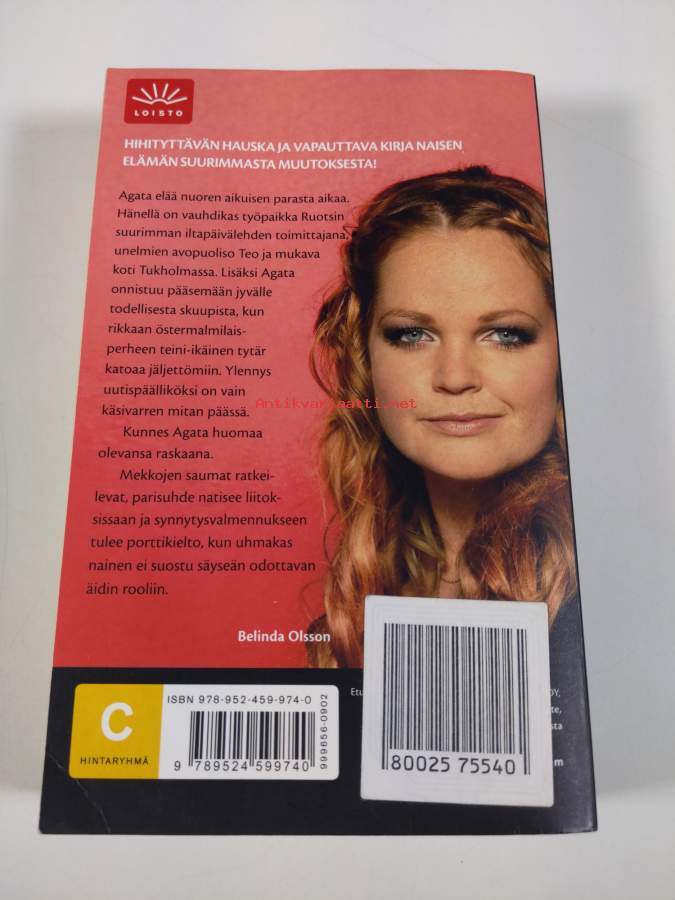 LOISTO
HIHITYTTÄVÄN HAUSKA JA VAPAUTTAVA KIRJA NAISEN
ELÄMÄN SUURIMMASTA MUUTOKSESTA!
Agata elää nuoren aikuisen parasta aikaa.
Hänellä on vauhdikas työpaikka Ruotsin
suurimman iltapäivälehden toimittajana,
unelmien avopuoliso Teo ja mukava
koti Tukholmassa. Lisäksi Agata
onnistuu pääsemään jyvälle
todellisesta skuupista, kun
rikkaan östermalmilais-
perheen teini-ikäinen tytär
katoaa jäljettömiin. Ylennys
uutispäälliköksi on vain
käsivarren mitan päässä.
Antikvariaatti.net
Kunnes Agata huomaa
olevansa raskaana.
Mekkojen saumat ratkei-
levat, parisuhde natisee liitok-
sissaan ja synnytysvalmennukseen
tulee porttikielto, kun uhmakas
nainen ei suostu säyseän odottavan
äidin rooliin.
Belinda Olsson
C
HINTARYHMÄ
ISBN 978-952-459-974-0
9 789524 599740
999656-0902
80025 75540